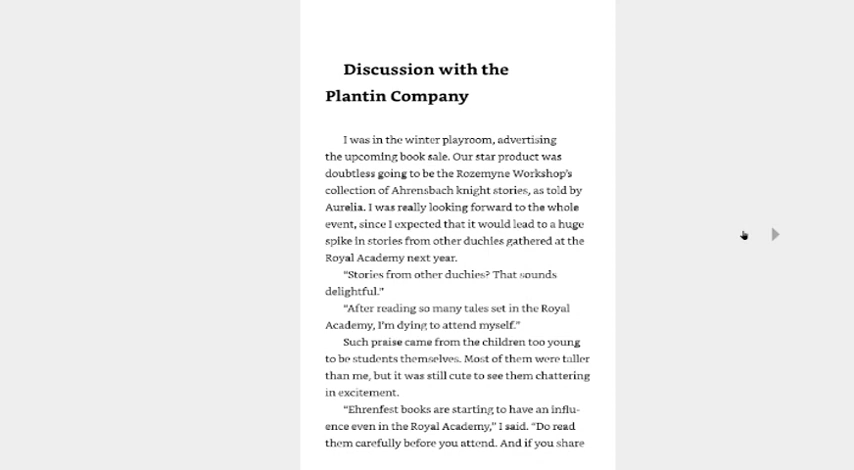 Discussion with the
Plantin Company
I was in the winter playroom, advertising
the upcoming book sale. Our star product was
doubtless going to be the Rozemyne Workshop's
collection of Ahrensbach knight stories, as told by
Aurelia. I was really looking forward to the whole
event, since I expected that it would lead to a huge
spike in stories from other duchies gathered at the
Royal Academy next year.
"Stories from other duchies? That sounds
delightful."
"After reading so many tales set in the Royal
Academy, I'm dying to attend myself."
Such praise came from the children too young
to be students themselves. Most of them were taller
than me, but it was still cute to see them chattering
in excitement.
"Ehrenfest books are starting to have an influ-
ence even in the Royal Academy," I said. "Do read
them carefully before you attend. And if you share